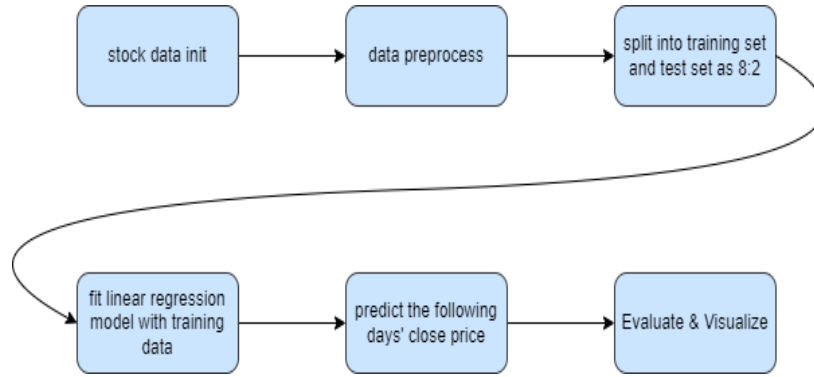 stock data init
data preprocess
split into training set
and test set as 8:2
fit linear regression
model with training
data
predict the following
days' close price
Evaluate & Visualize